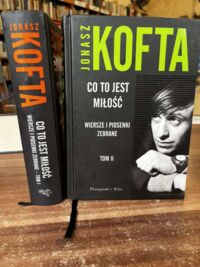 JONASZ
KOFTA
CO TO JEST MIŁOŚĆ
WIERSZE I PIOSENKI ZEBRANE – TOM I
JONASZ
KOFTA
CO TO JEST
MIŁOŚĆ
WIERSZE I PIOSENKI
ZEBRANE
TOM II
Prószyński i S-ka